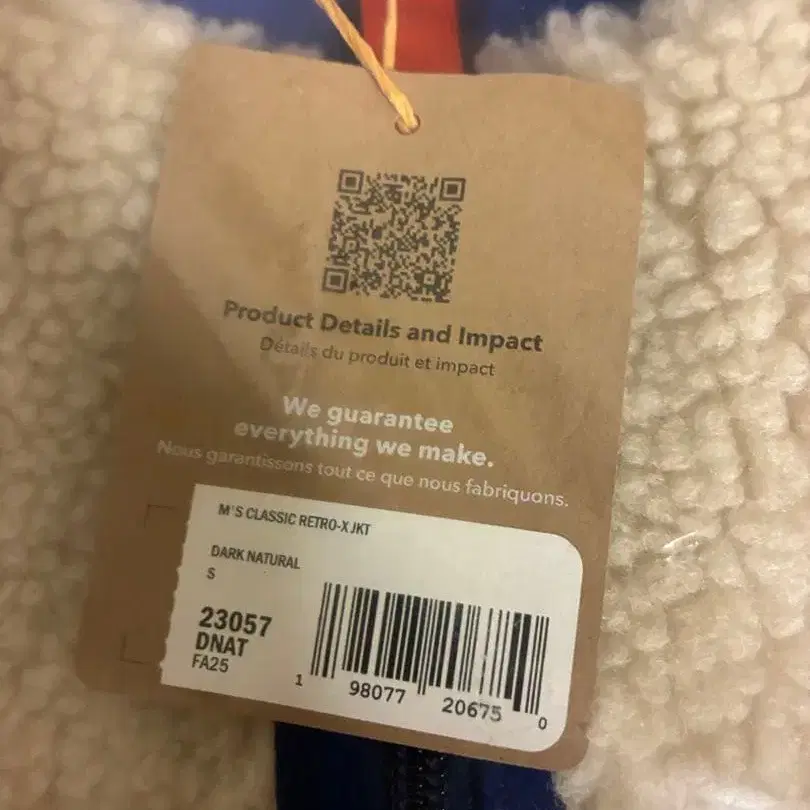 Product Details and Impact
Détails du produit et impact
We guarantee
everything we make.
Nous garantissons tout ce que nous fabriquons.
M'S CLASSIC RETRO-X JKT
DARK NATURAL
S
23057
DNAT
FA25
1 98077 20675 0